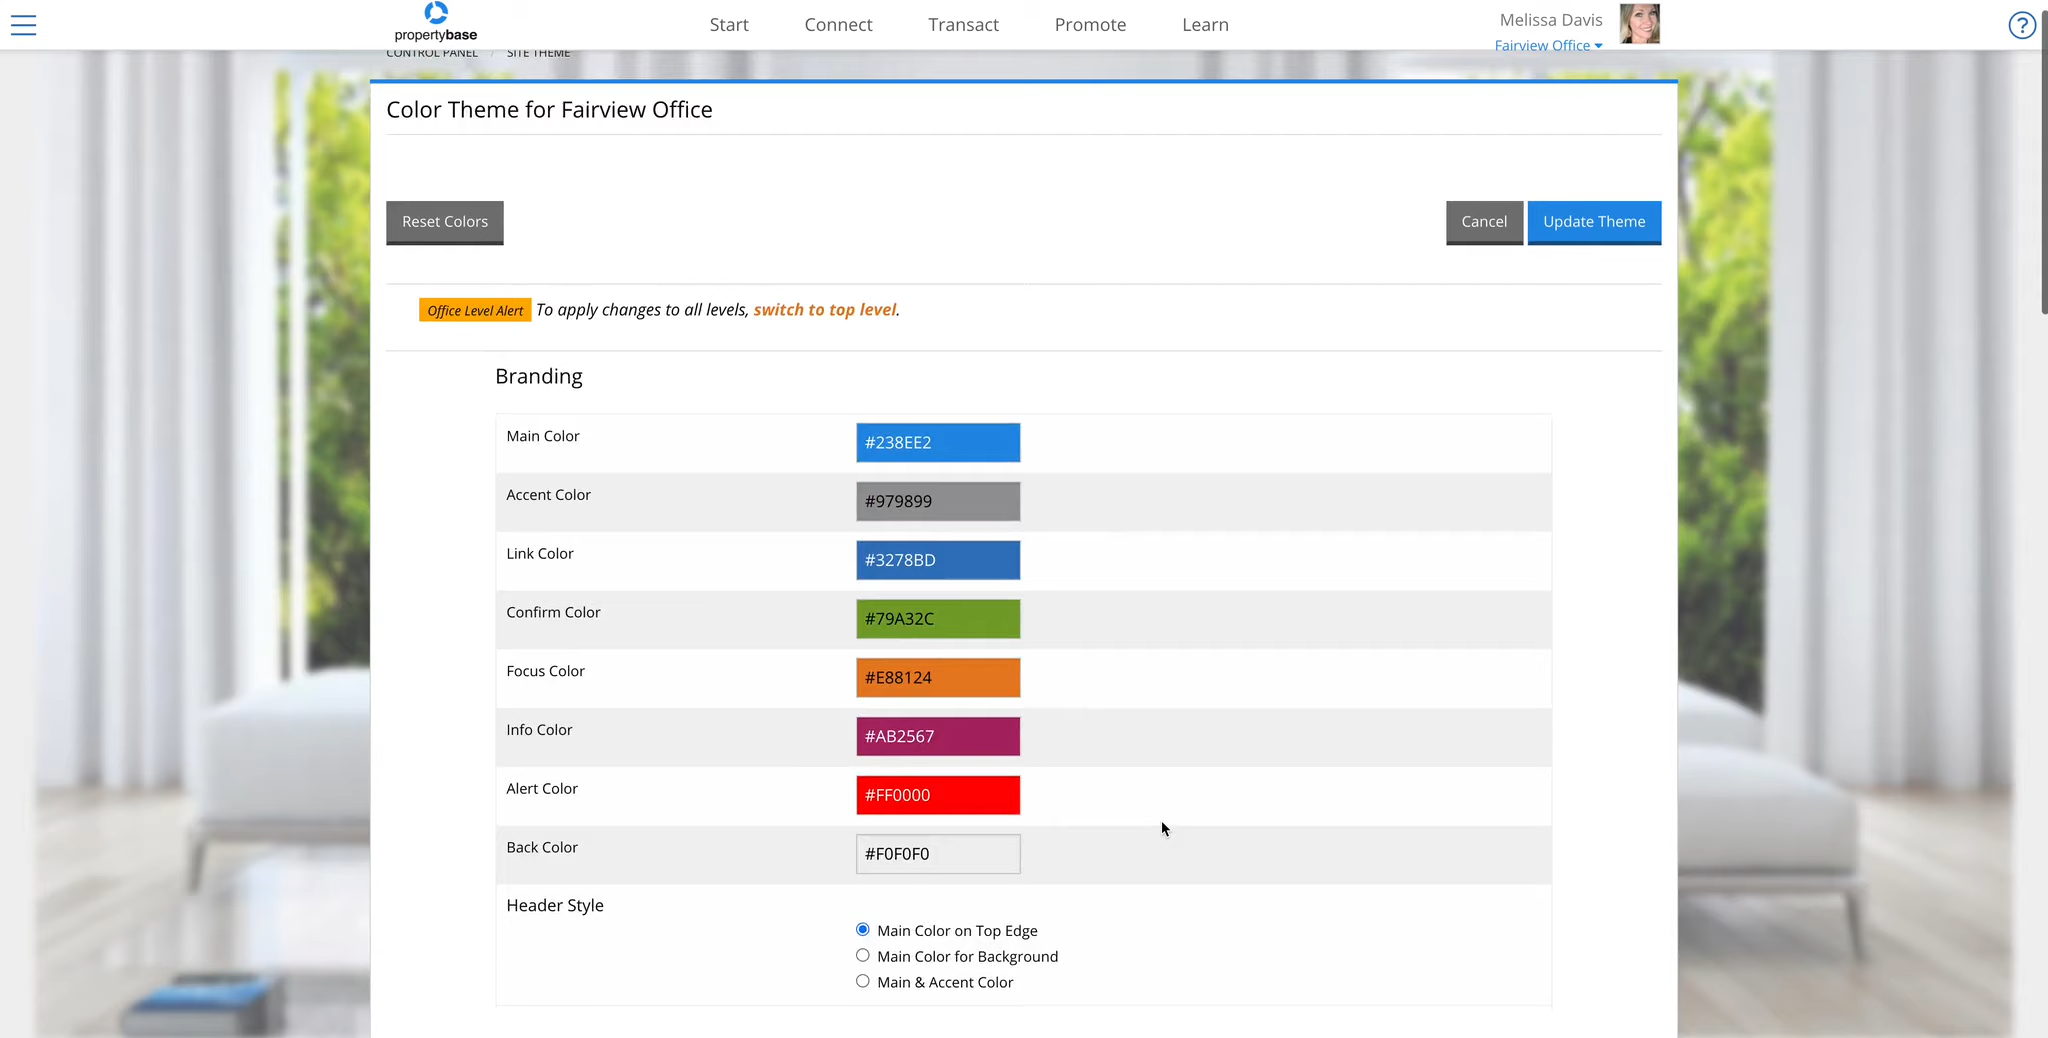 propertybase
Start
Connect
Transact
Promote
Learn
Melissa Davis
Fairview Office
?
CONTROL PANEL / SITE THEME
Color Theme for Fairview Office
Reset Colors
Cancel
Update Theme
Office Level Alert To apply changes to all levels, switch to top level.
Branding
Main Color #238EE2
Accent Color #979899
Link Color #3278BD
Confirm Color #79A32C
Focus Color #E88124
Info Color #AB2567
Alert Color #FF0000
Back Color #F0F0F0
Header Style
Main Color on Top Edge
Main Color for Background
Main & Accent Color